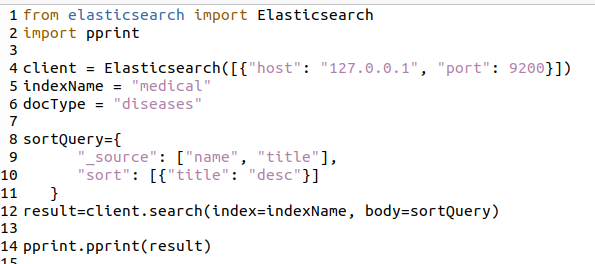 1 from elasticsearch import Elasticsearch
2 import pprint
3
4 client = Elasticsearch([{"host": "127.0.0.1", "port": 9200}])
5 indexName = "medical"
6 docType = "diseases"
7
8 sortQuery={
9       "_source": ["name", "title"],
10       "sort": [{"title": "desc"}]
11    }
12 result=client.search(index=indexName, body=sortQuery)
13
14 pprint.pprint(result)
15